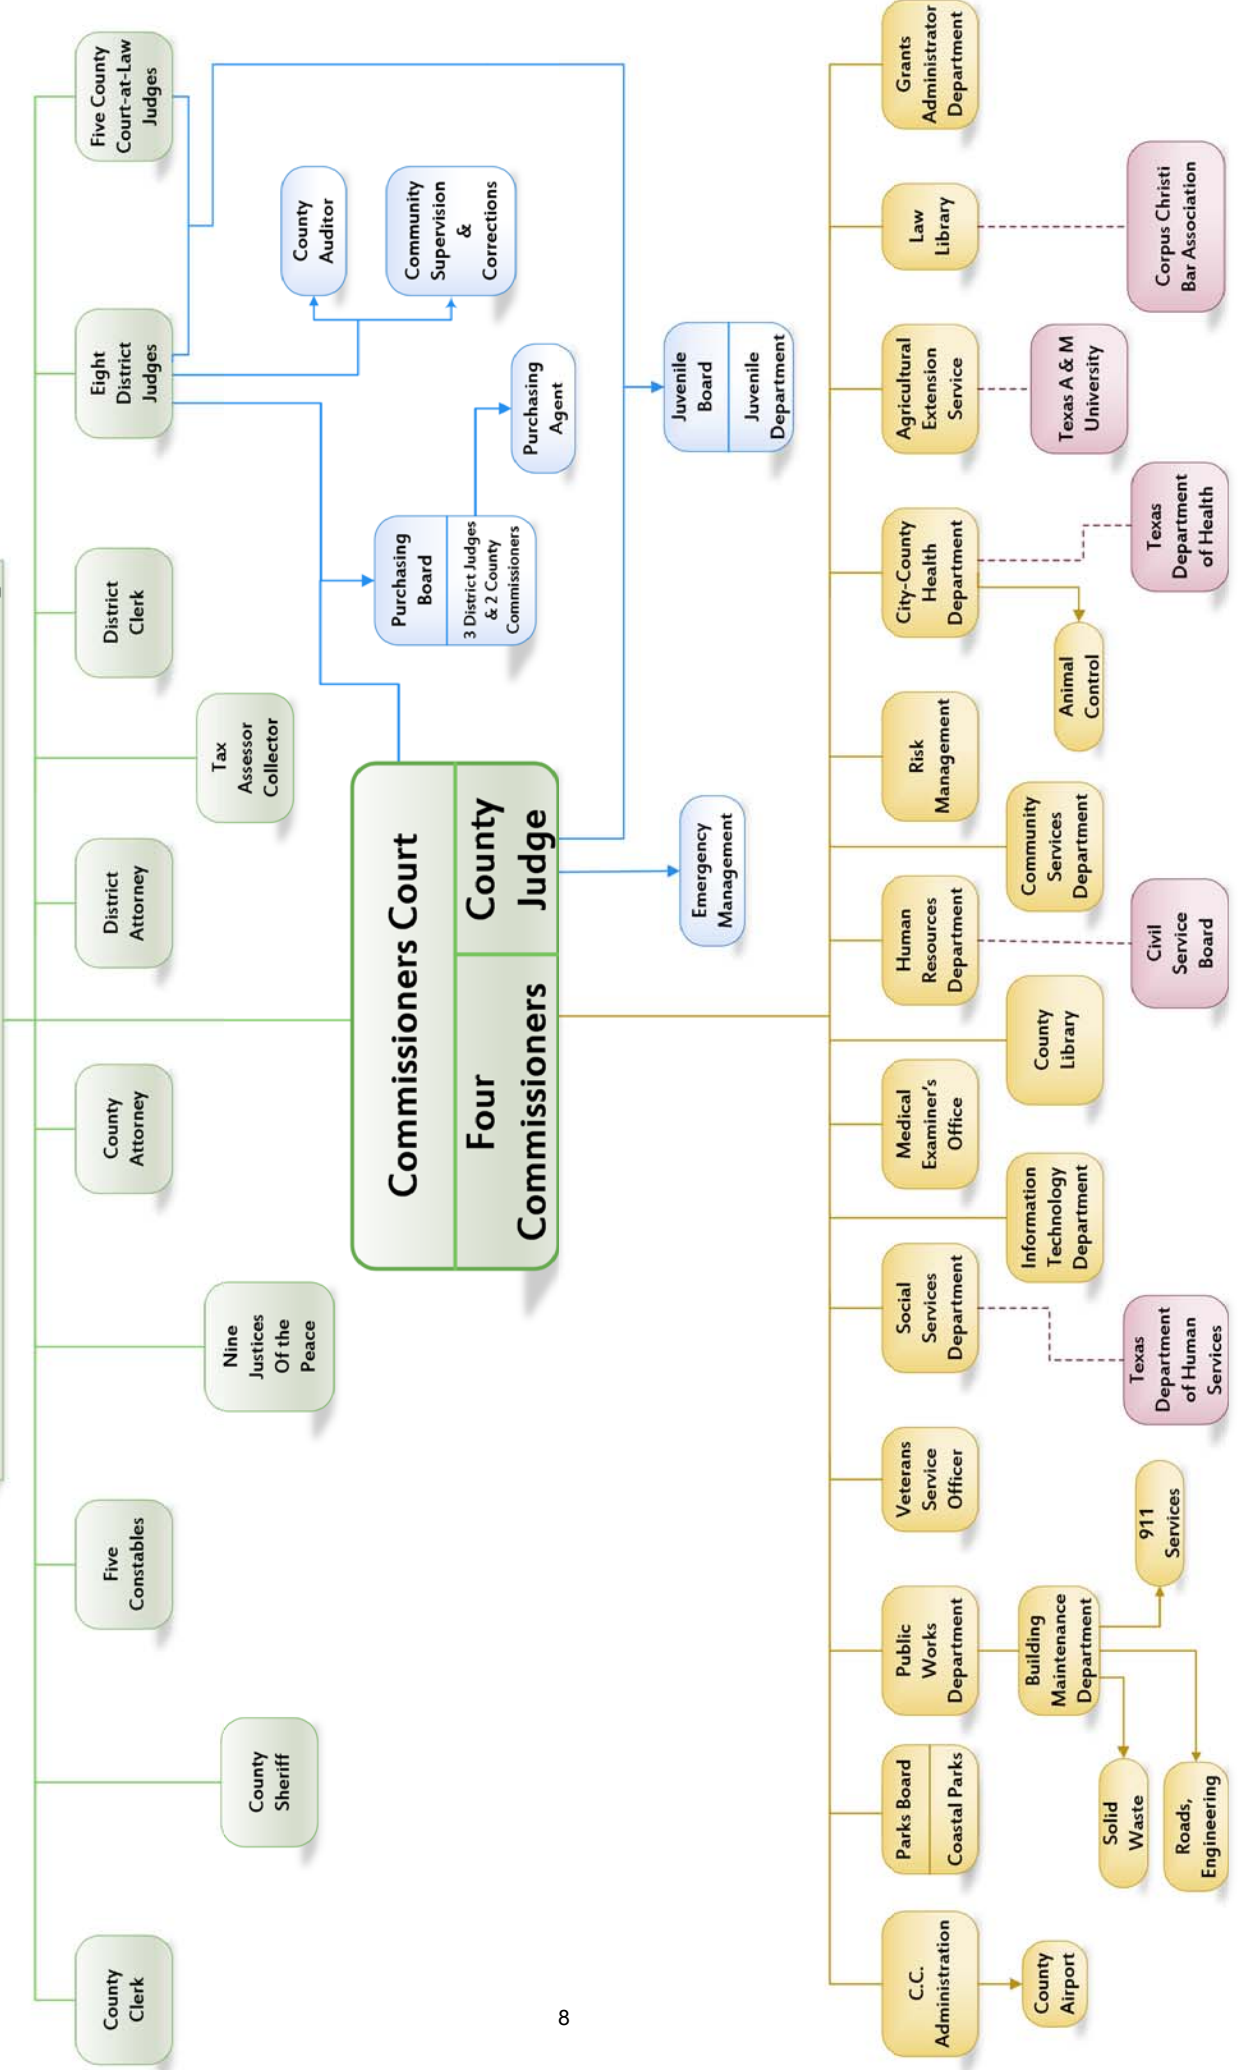 County
Clerk
County
Sheriff
Five
Constables
Nine
Justices
Of the
Peace
County
Attorney
District
Attorney
Tax
Assessor
Collector
District
Clerk
Eight
District
Judges
Five County
Court-at-Law
Judges
Commissioners Court
Four
Commissioners
County
Judge
County
Auditor
Community
Supervision
&
Corrections
Purchasing
Board
3 District Judges
& 2 County
Commissioners
Purchasing
Agent
Juvenile
Board
Juvenile
Department
Emergency
Management
C.C.
Administration
County
Airport
Parks Board
Coastal Parks
Public
Works
Department
Building
Maintenance
Department
Solid
Waste
Roads,
Engineering
911
Services
Veterans
Service
Officer
Social
Services
Department
Texas
Department
of Human
Services
Information
Technology
Department
Medical
Examiner's
Office
County
Library
Human
Resources
Department
Civil
Service
Board
Community
Services
Department
Risk
Management
City-County
Health
Department
Animal
Control
Texas
Department
of Health
Agricultural
Extension
Service
Texas A & M
University
Law
Library
Corpus Christi
Bar Association
Grants
Administrator
Department
8